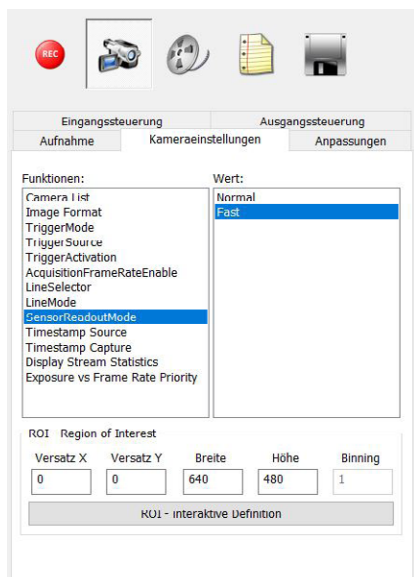 REC
Eingangssteuerung Ausgangssteuerung
Aufnahme Kameraeinstellungen Anpassungen
Funktionen: Wert:
Camera List
Image Format
TriggerMode
TriggerSource
TriggerActivation
AcquisitionFrameRateEnable
LineSelector
LineMode
SensorReadoutMode
Timestamp Source
Timestamp Capture
Display Stream Statistics
Exposure vs Frame Rate Priority
Normal
Fast
ROI Region of Interest
Versatz X Versatz Y Breite Höhe Binning
0 0 640 480 1
ROI - Interaktive Definition